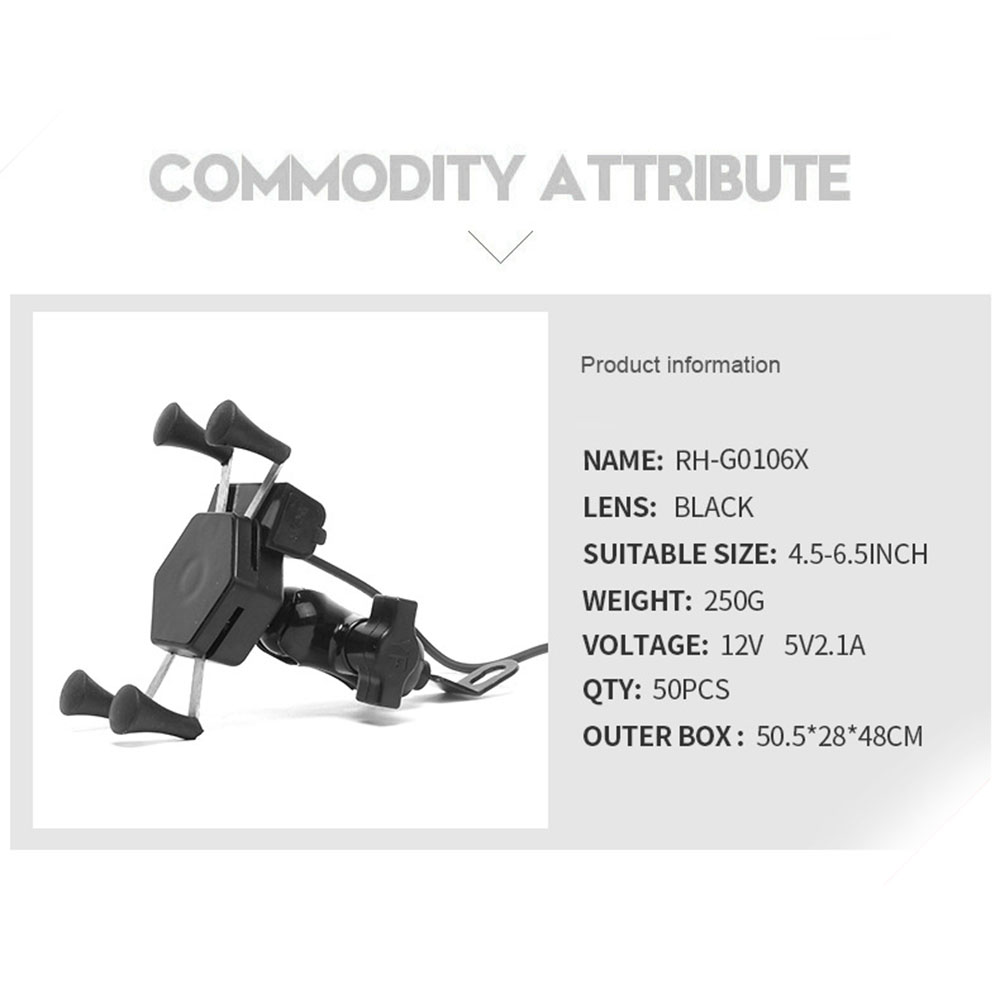 COMMODITY ATTRIBUTE
Product information
NAME: RH-G0106X
LENS: BLACK
SUITABLE SIZE: 4.5-6.5INCH
WEIGHT: 250G
VOLTAGE: 12V 5V2.1A
QTY: 50PCS
OUTER BOX : 50.5*28*48CM